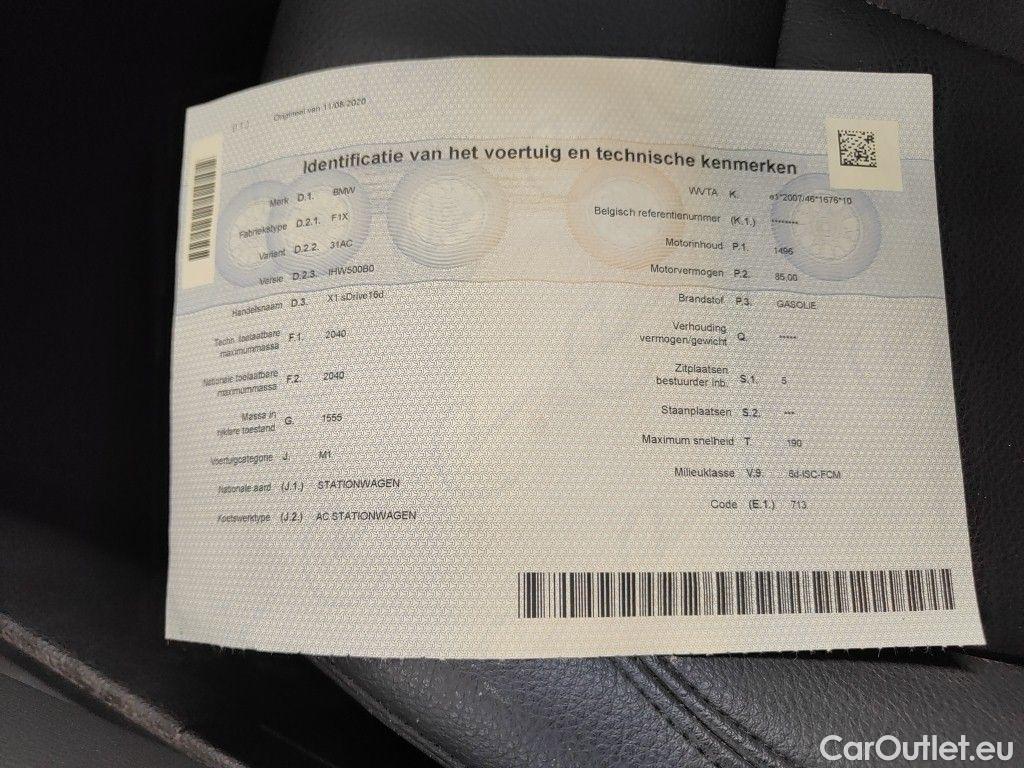 Origineel van 11/08/2020
Identificatie van het voertuig en technische kenmerken
Merk D.1. BMW
Fabriekstype D.2.1. F1X
Variant D.2.2. 31AC
Versie D.2.3. IHW500B0
Handelsnaam D.3. X1 sDrive16d
Techn. toelaatbare
maximummassa F.1. 2040
Nationale toelaatbare
maximummassa F.2. 2040
Massa in
rijklare toestand G. 1555
Voertuigcategorie J. M1
Nationale aard (J.1.) STATIONWAGEN
Koetswerktype (J.2.) AC STATIONWAGEN
WVTA K. e1*2007/46*1676*10
Belgisch referentienummer (K.1.) ********
Motorinhoud P.1. 1496
Motorvermogen P.2. 85,00
Brandstof P.3. GASOLIE
Verhouding
vermogen/gewicht Q. -----
Zitplaatsen
bestuurder inb. S.1. 5
Staanplaatsen S.2. ---
Maximum snelheid T. 190
Milieuklasse V.9. 6d-ISC-FCM
Code (E.1.) 713
CarOutlet.eu